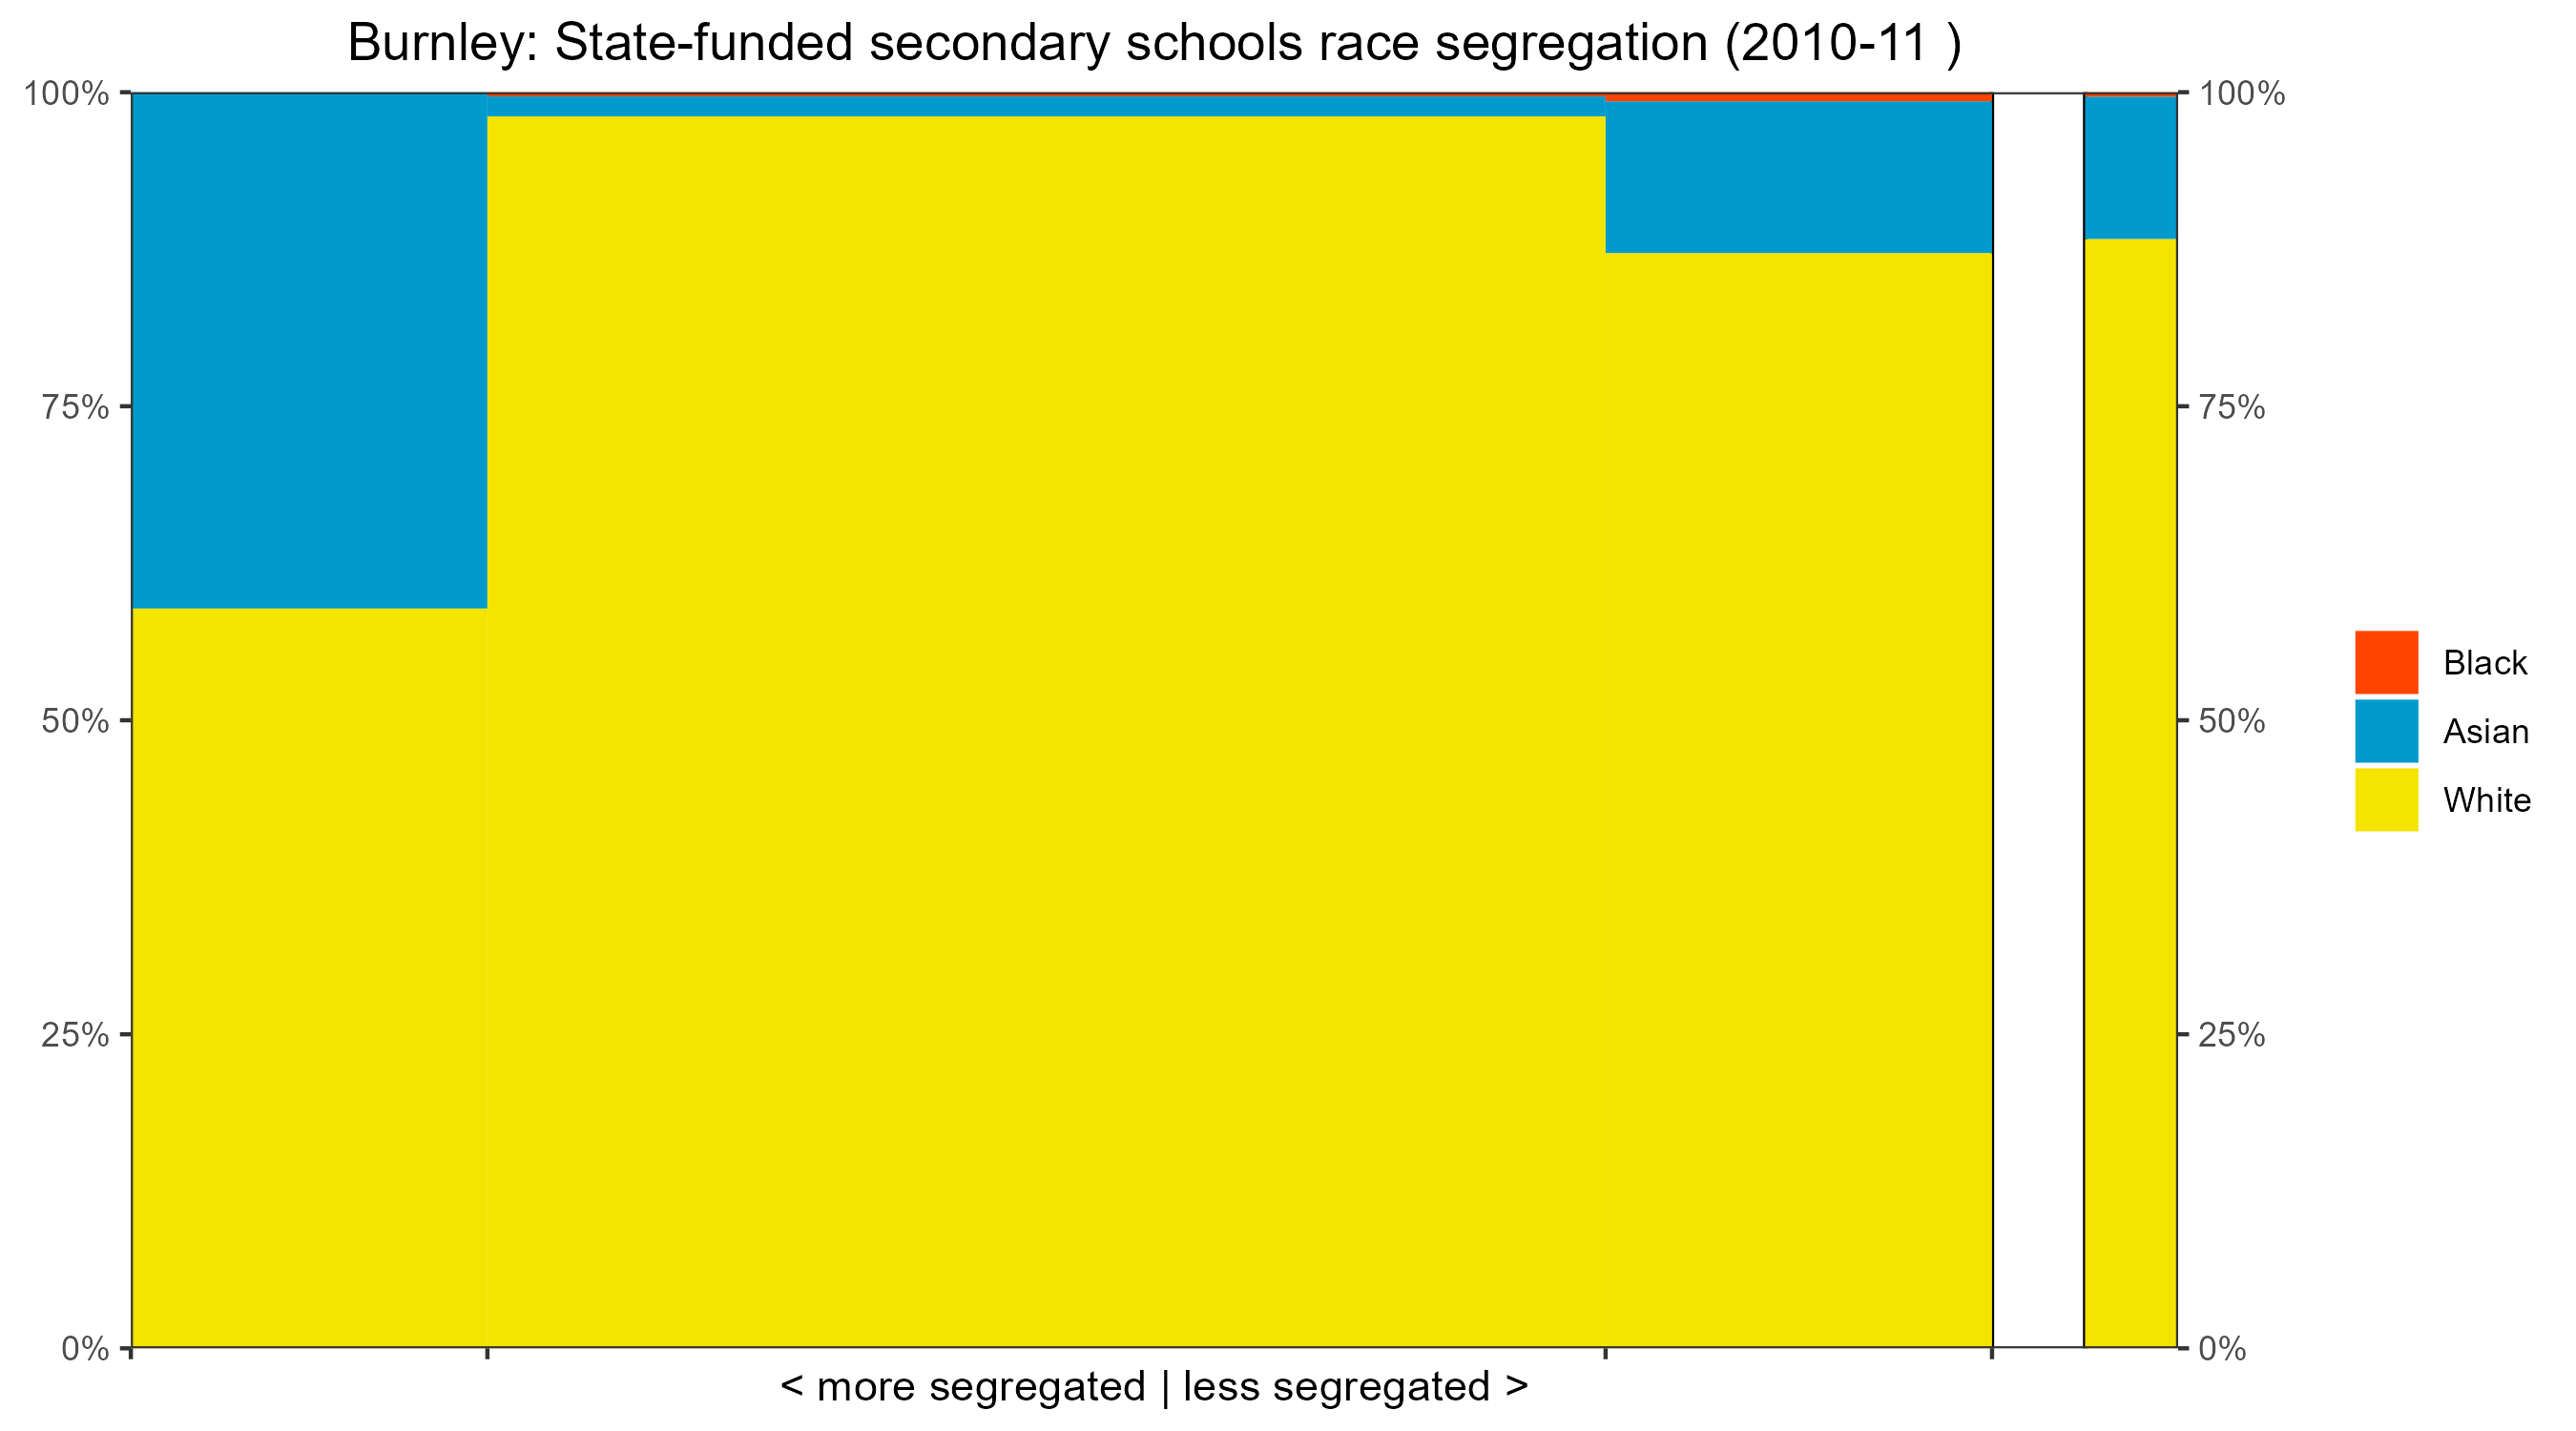 Burnley: State-funded secondary schools race segregation (2010-11 )
100%
75%
50%
25%
0%
100%
75%
50%
25%
0%
Black
Asian
White
< more segregated | less segregated >